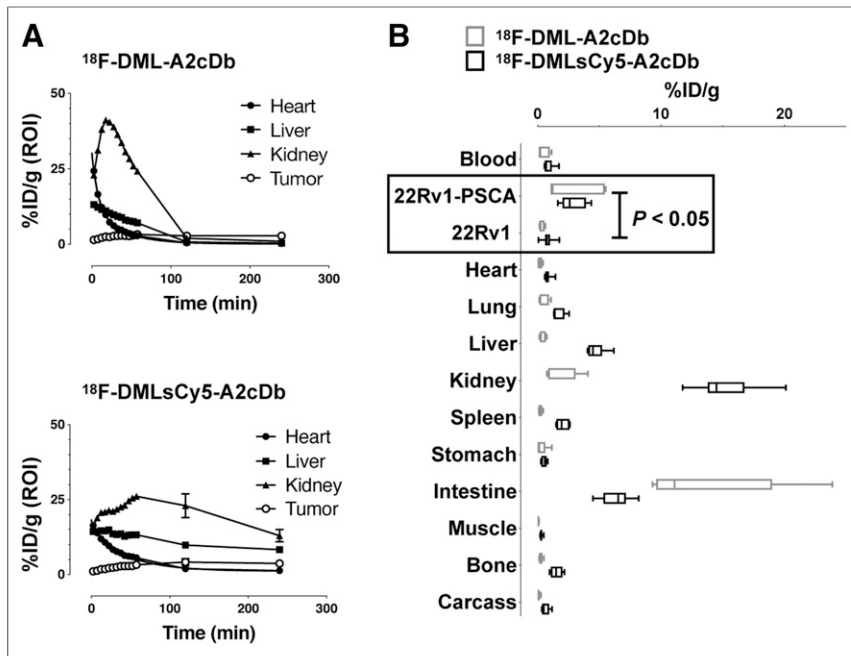 A
¹⁸F-DML-A2cDb
50
25
0
%ID/g (ROI)
Heart
Liver
Kidney
Tumor
0 100 200 300
Time (min)
¹⁸F-DMLsCy5-A2cDb
50
25
0
%ID/g (ROI)
Heart
Liver
Kidney
Tumor
0 100 200 300
Time (min)
B
¹⁸F-DML-A2cDb
¹⁸F-DMLsCy5-A2cDb
%ID/g
0 10 20
Blood
22Rv1-PSCA
P < 0.05
22Rv1
Heart
Lung
Liver
Kidney
Spleen
Stomach
Intestine
Muscle
Bone
Carcass